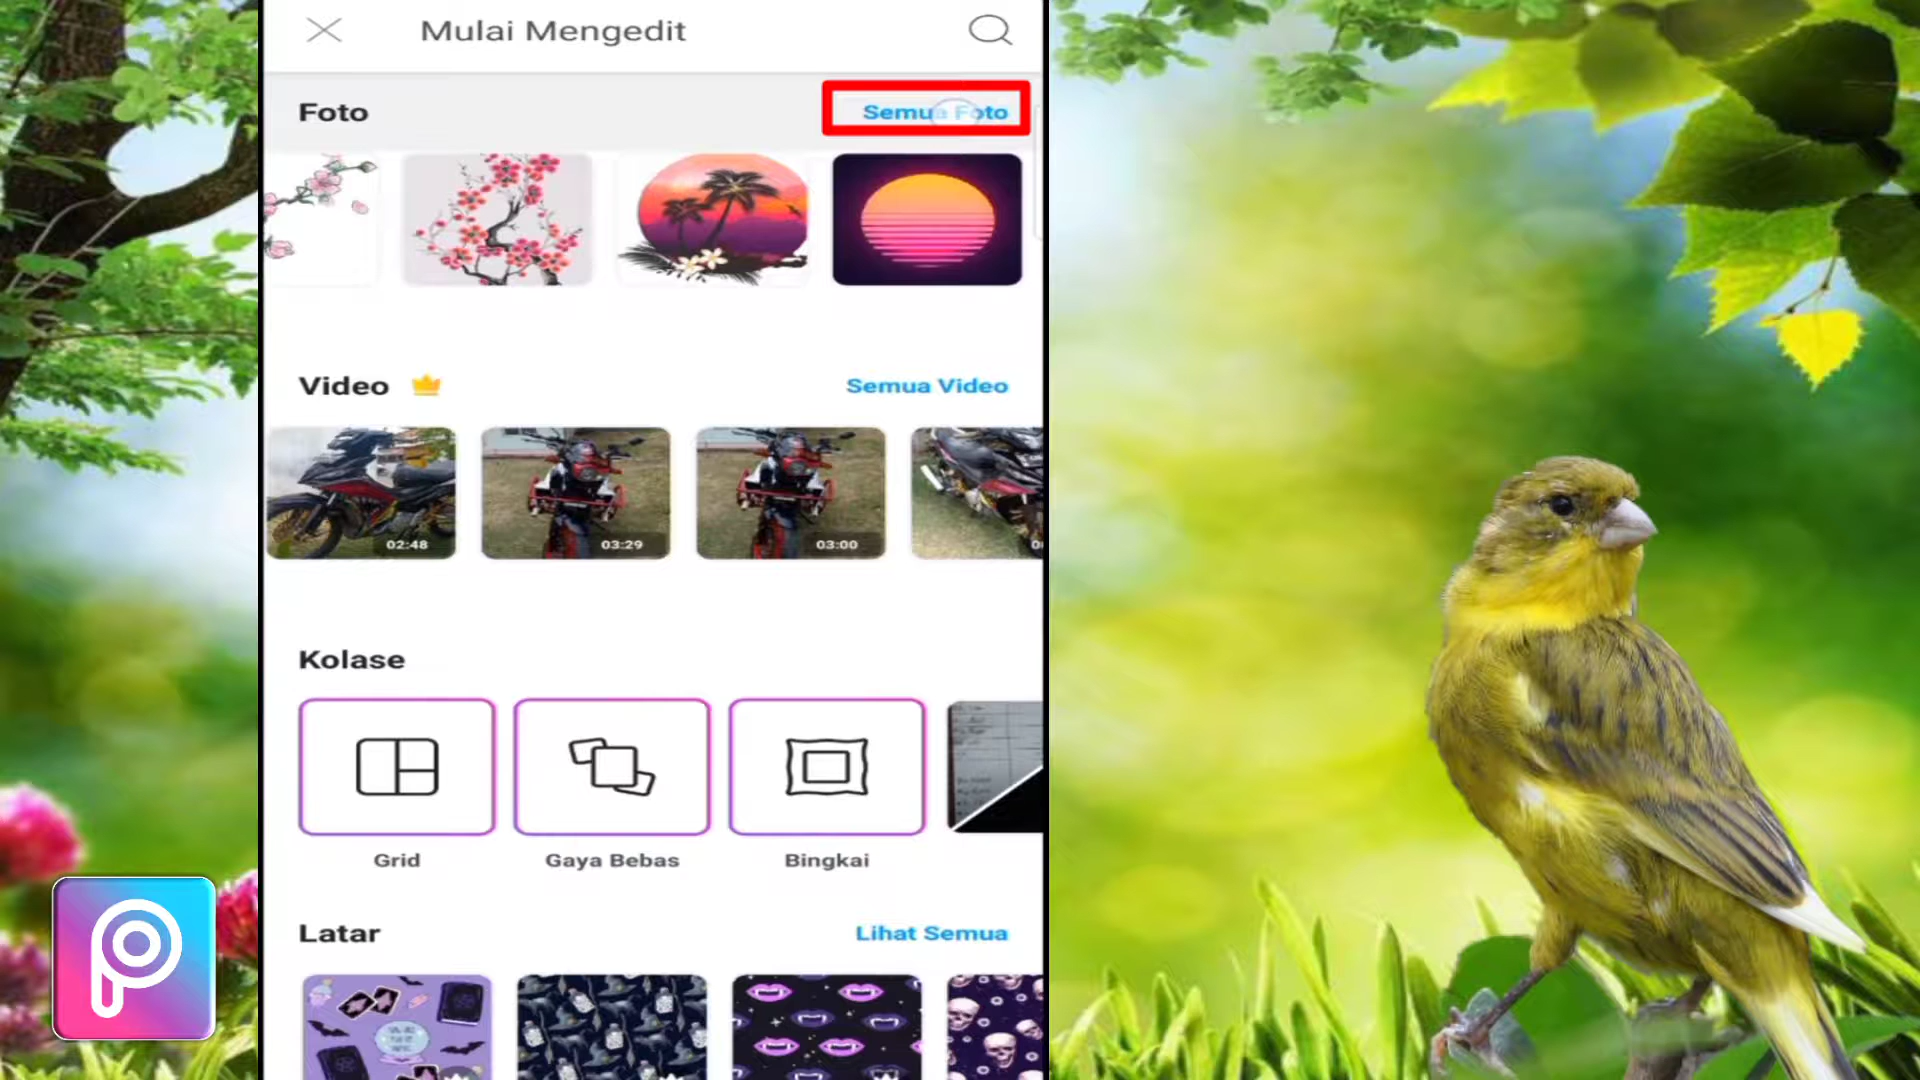 Mulai Mengedit
Foto
Semua Foto
Video
Semua Video
02:48
03:29
03:00
Kolase
Grid
Gaya Bebas
Bingkai
Latar
Lihat Semua